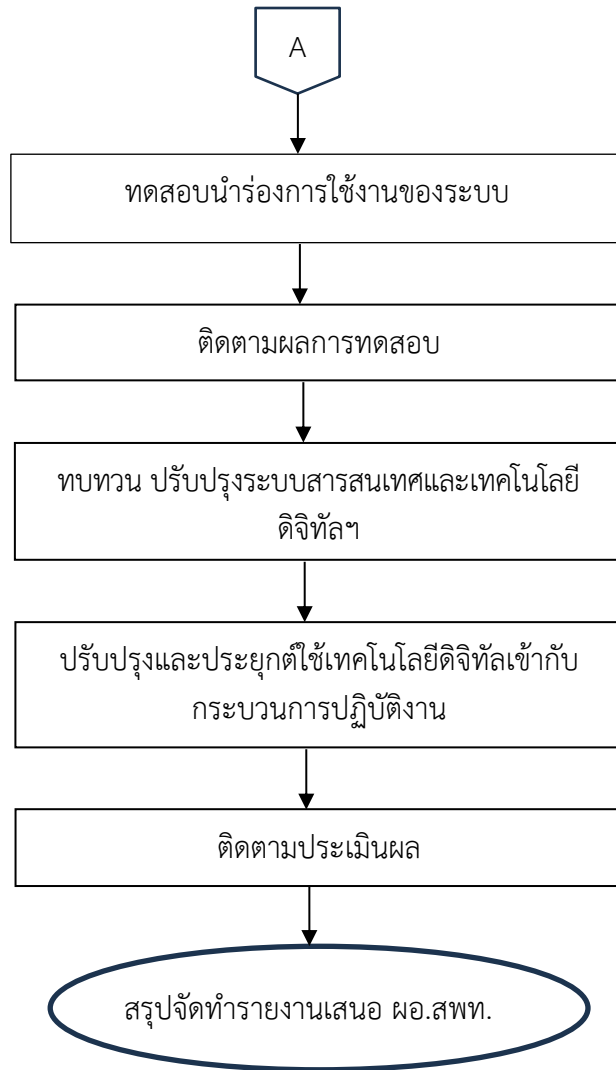 A
ทดสอบนำร่องการใช้งานของระบบ
ติดตามผลการทดสอบ
ทบทวน ปรับปรุงระบบสารสนเทศและเทคโนโลยี
ดิจิทัลฯ
ปรับปรุงและประยุกต์ใช้เทคโนโลยีดิจิทัลเข้ากับ
กระบวนการปฏิบัติงาน
ติดตามประเมินผล
สรุปจัดทำรายงานเสนอ ผอ.สพท.